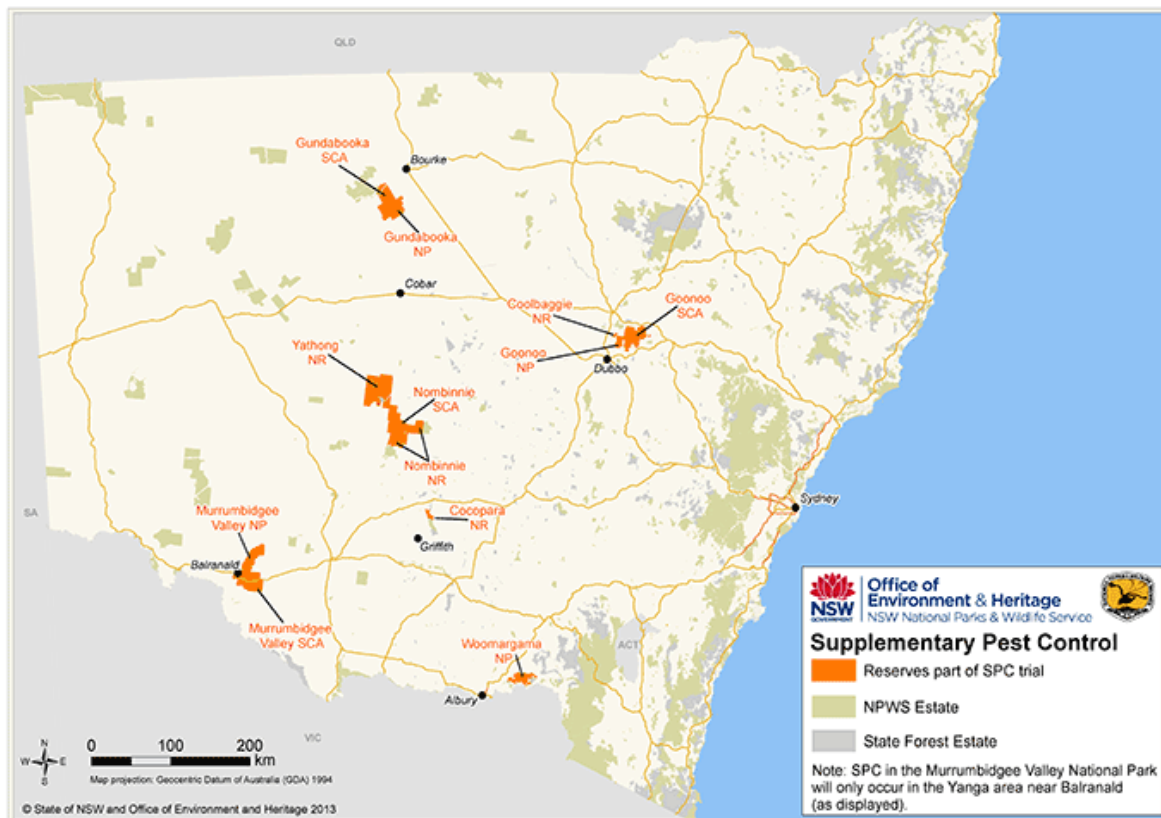 QLD
Gundabooka
SCA
Bourke
Gundabooka
NP
Cobar
Coolbaggie
NR
Goonoo
SCA
Goonoo
NP
Dubbo
Yathong
NR
Nombinnie
SCA
Nombinnie
NR
Sydney
SA
Murrumbidgee
Valley NP
Cocopara
NR
Griffith
Balranald
Murrumbidgee
Valley SCA
Woomargama
NP
ACT
Albury
VIC
N
W E
S
0 100 200
km
Map projection: Geocentric Datum of Australia (GDA) 1994
© State of NSW and Office of Environment and Heritage 2013
NSW
GOVERNMENT
Office of
Environment & Heritage
NSW National Parks & Wildlife Service
Supplementary Pest Control
Reserves part of SPC trial
NPWS Estate
State Forest Estate
Note: SPC in the Murrumbidgee Valley National Park
will only occur in the Yanga area near Balranald
(as displayed).